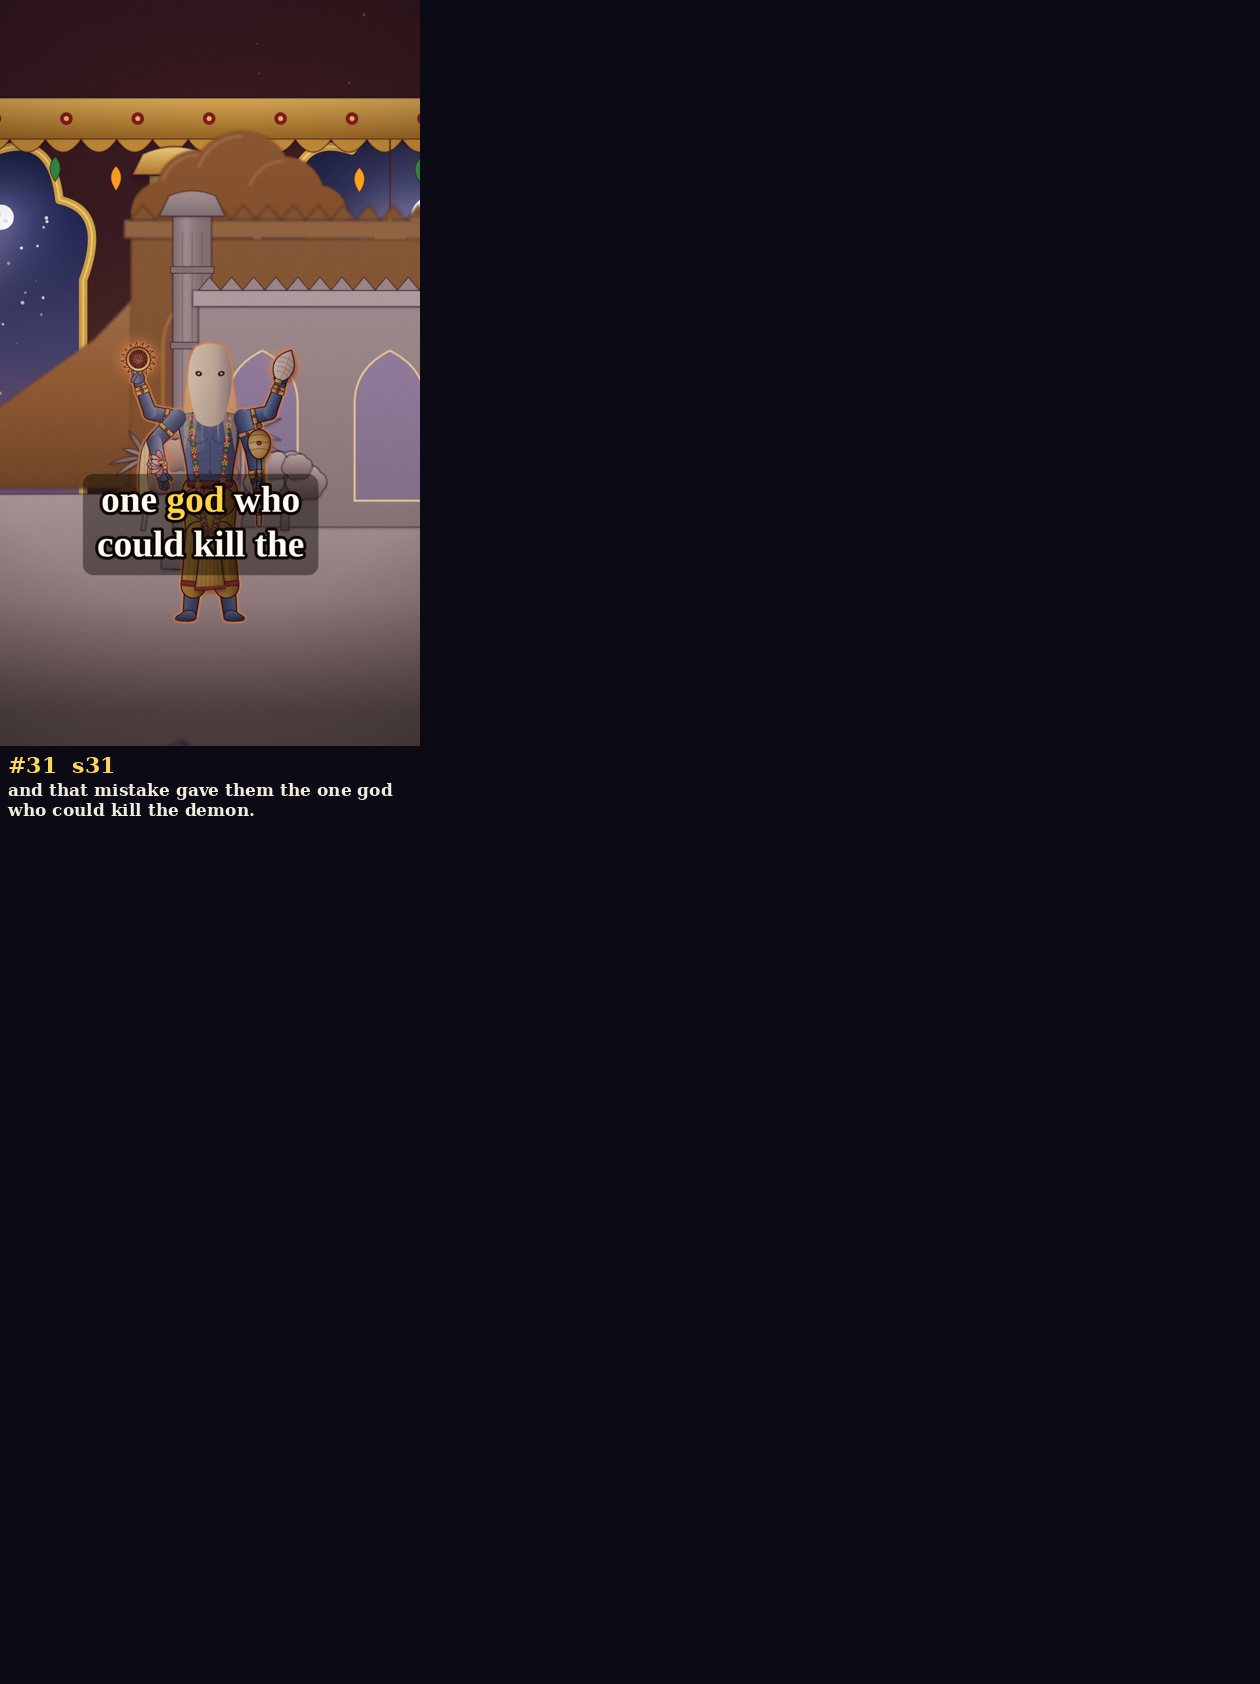 one god who
could kill the
#31 s31
and that mistake gave them the one god
who could kill the demon.